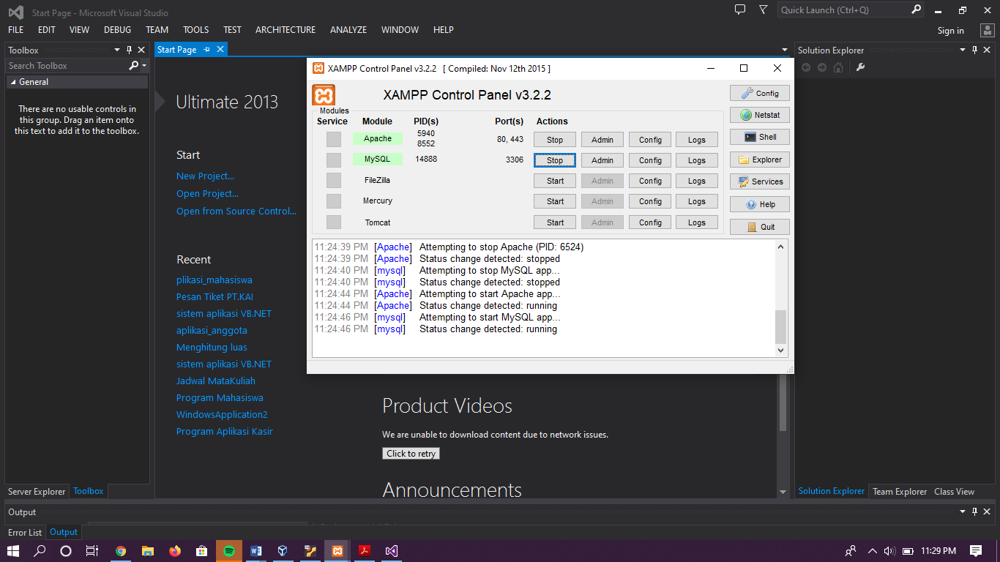 Start Page - Microsoft Visual Studio
Quick Launch (Ctrl+Q)
FILE EDIT VIEW DEBUG TEAM TOOLS TEST ARCHITECTURE ANALYZE WINDOW HELP
Sign in
Toolbox
Search Toolbox
General
There are no usable controls in
this group. Drag an item onto
this text to add it to the toolbox.
Server Explorer Toolbox
Start Page
Ultimate 2013
Start
New Project...
Open Project...
Open from Source Control...
Recent
plikasi_mahasiswa
Pesan Tiket PT.KAI
sistem aplikasi VB.NET
aplikasi_anggota
Menghitung luas
sistem aplikasi VB.NET
Jadwal MataKuliah
Program Mahasiswa
WindowsApplication2
Program Aplikasi Kasir
XAMPP Control Panel v3.2.2 [ Compiled: Nov 12th 2015 ]
XAMPP Control Panel v3.2.2
Modules
Service Module PID(s) Port(s) Actions
Apache 5940 8552 80, 443 Stop Admin Config Logs
MySQL 14888 3306 Stop Admin Config Logs
FileZilla Start Admin Config Logs
Mercury Start Admin Config Logs
Tomcat Start Admin Config Logs
Config
Netstat
Shell
Explorer
Services
Help
Quit
11:24:39 PM [Apache] Attempting to stop Apache (PID: 6524)
11:24:39 PM [Apache] Status change detected: stopped
11:24:40 PM [mysql] Attempting to stop MySQL app...
11:24:40 PM [mysql] Status change detected: stopped
11:24:44 PM [Apache] Attempting to start Apache app...
11:24:44 PM [Apache] Status change detected: running
11:24:46 PM [mysql] Attempting to start MySQL app...
11:24:46 PM [mysql] Status change detected: running
Product Videos
We are unable to download content due to network issues.
Click to retry
Announcements
Solution Explorer
Solution Explorer Team Explorer Class View
Output
Error List Output
11:29 PM